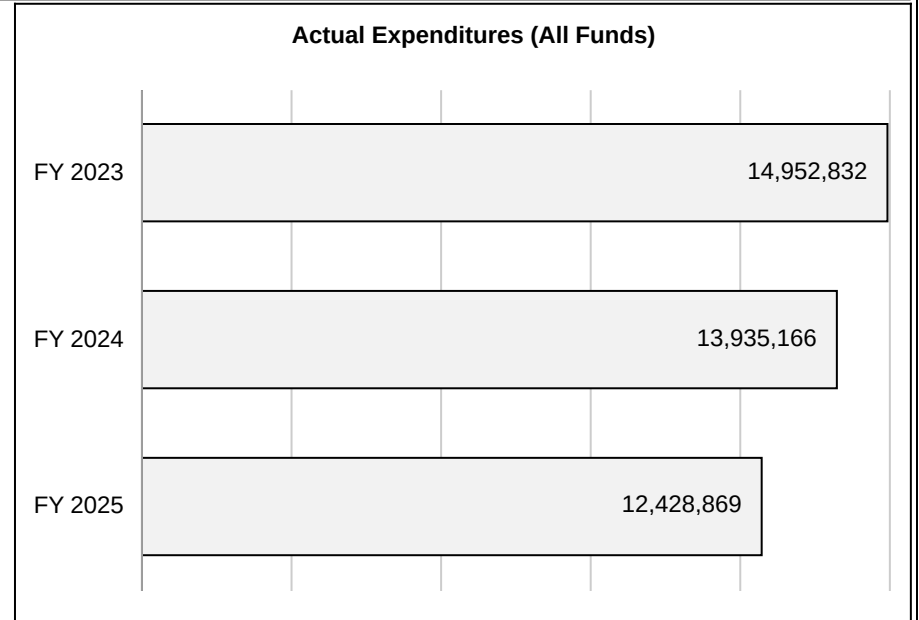 Actual Expenditures (All Funds)
FY 2023 14,952,832
FY 2024 13,935,166
FY 2025 12,428,869